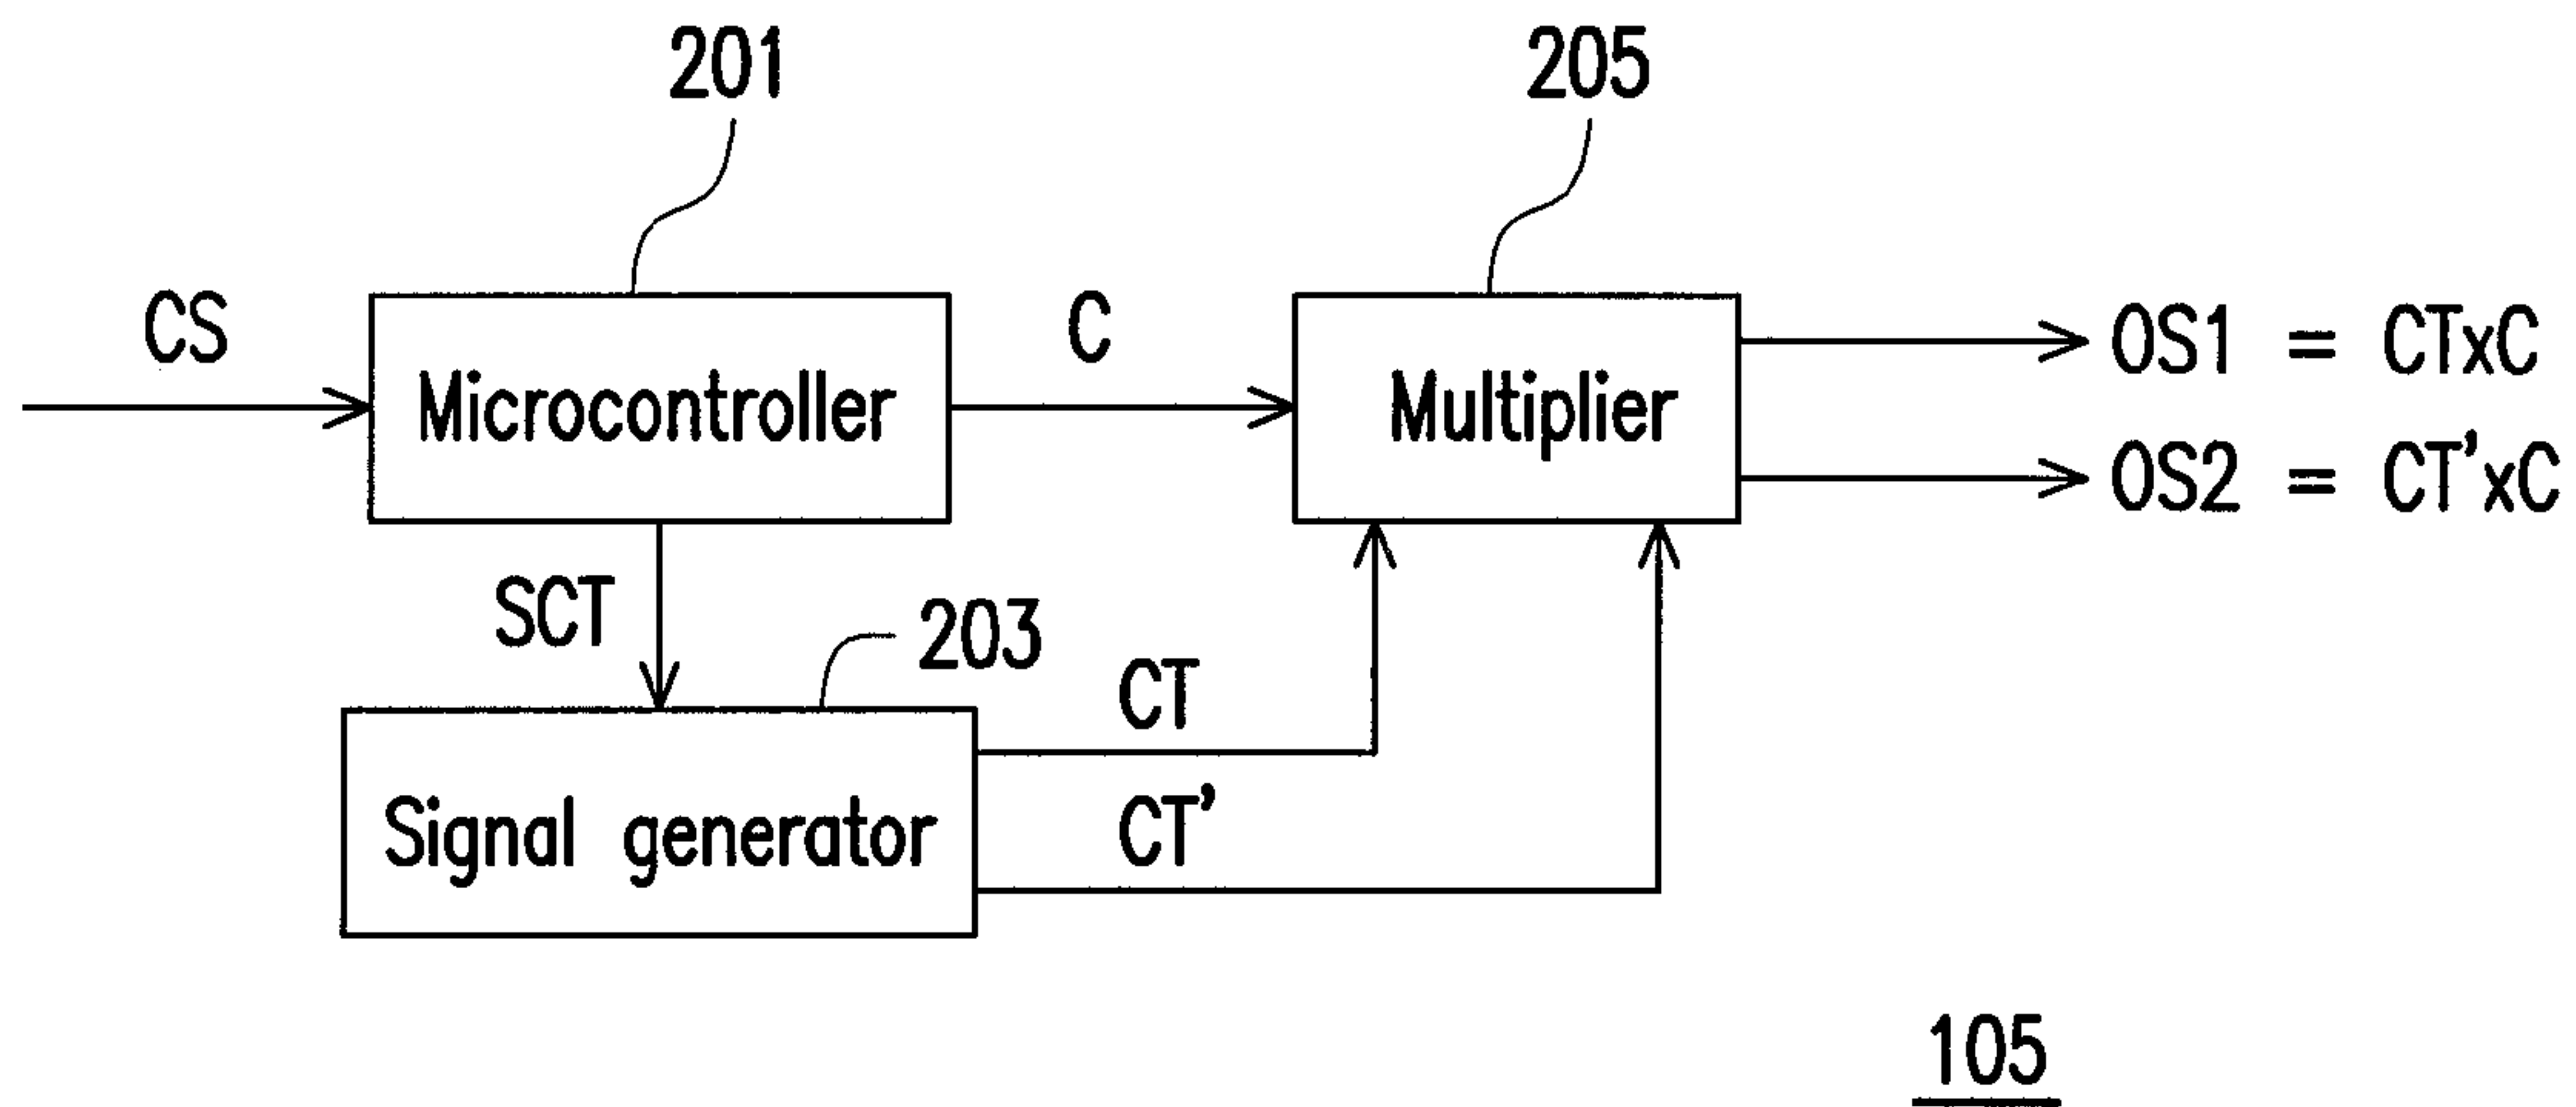 201
205
CS
C
OS1 = CTxC
Microcontroller
Multiplier
OS2 = CT'xC
SCT
203
CT
Signal generator
CT'
105